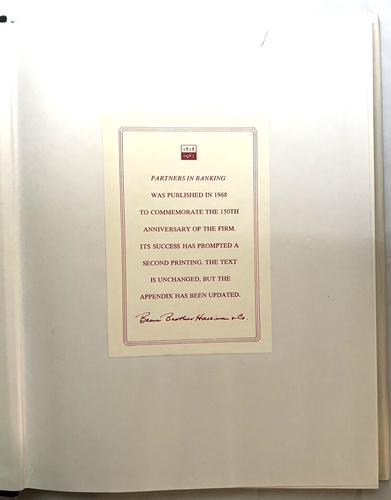 1818
1983
PARTNERS IN BANKING
WAS PUBLISHED IN 1968
TO COMMEMORATE THE 150TH
ANNIVERSARY OF THE FIRM.
ITS SUCCESS HAS PROMPTED A
SECOND PRINTING. THE TEXT
IS UNCHANGED, BUT THE
APPENDIX HAS BEEN UPDATED.
Brown Brothers Harriman & Co.